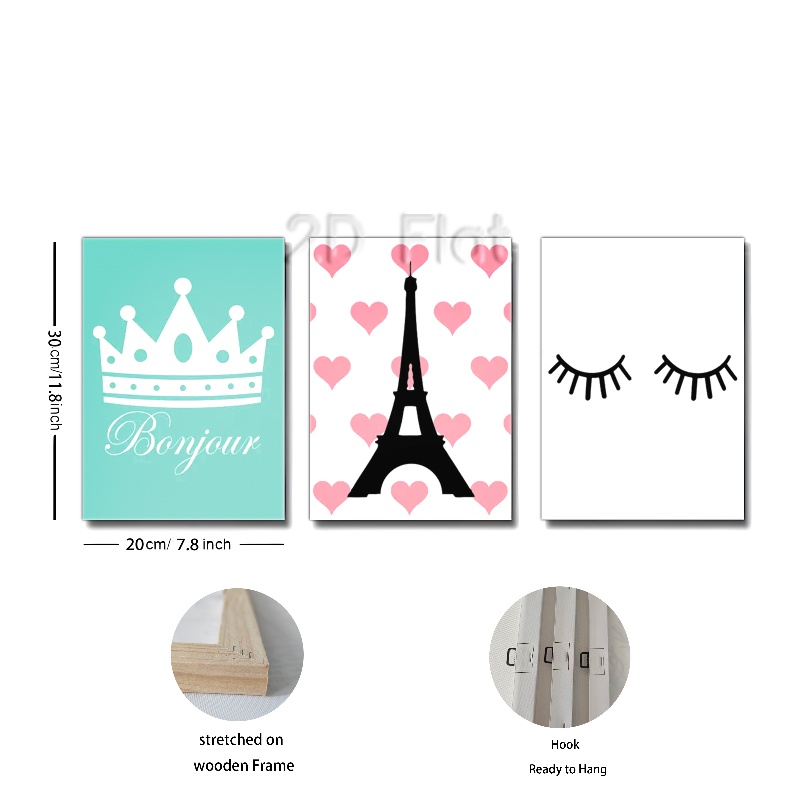 2D Flat
30cm/11.8inch
Bonjour
20cm/ 7.8 inch
stretched on
wooden Frame
Hook
Ready to Hang